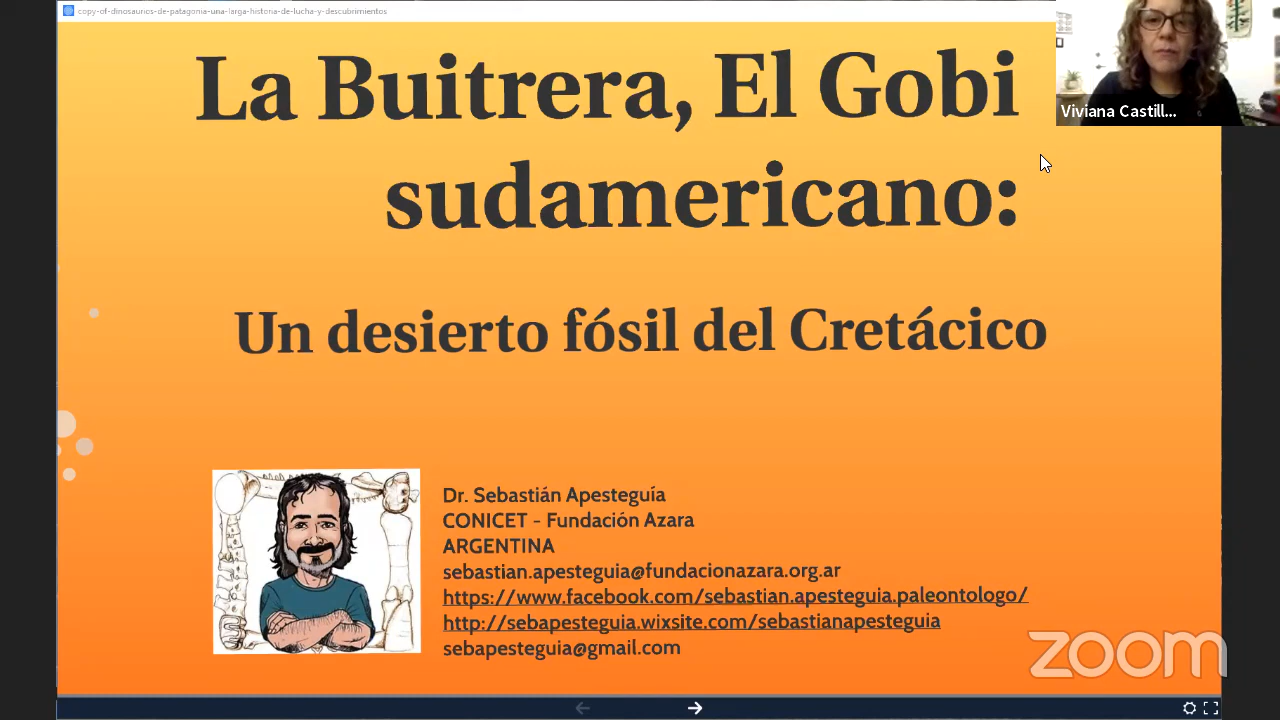 copy-of-dinosaurios-de-patagonia-una-larga-historia-de-lucha-y-descubrimientos
La Buitrera, El Gobi
sudamericano:
Viviana Castill...
Un desierto fósil del Cretácico
Dr. Sebastián Apesteguía
CONICET - Fundación Azara
ARGENTINA
sebastian.apesteguia@fundacionazara.org.ar
https://www.facebook.com/sebastian.apesteguia.paleontologo/
http://sebapesteguia.wixsite.com/sebastianapesteguia
sebapesteguia@gmail.com
zoom